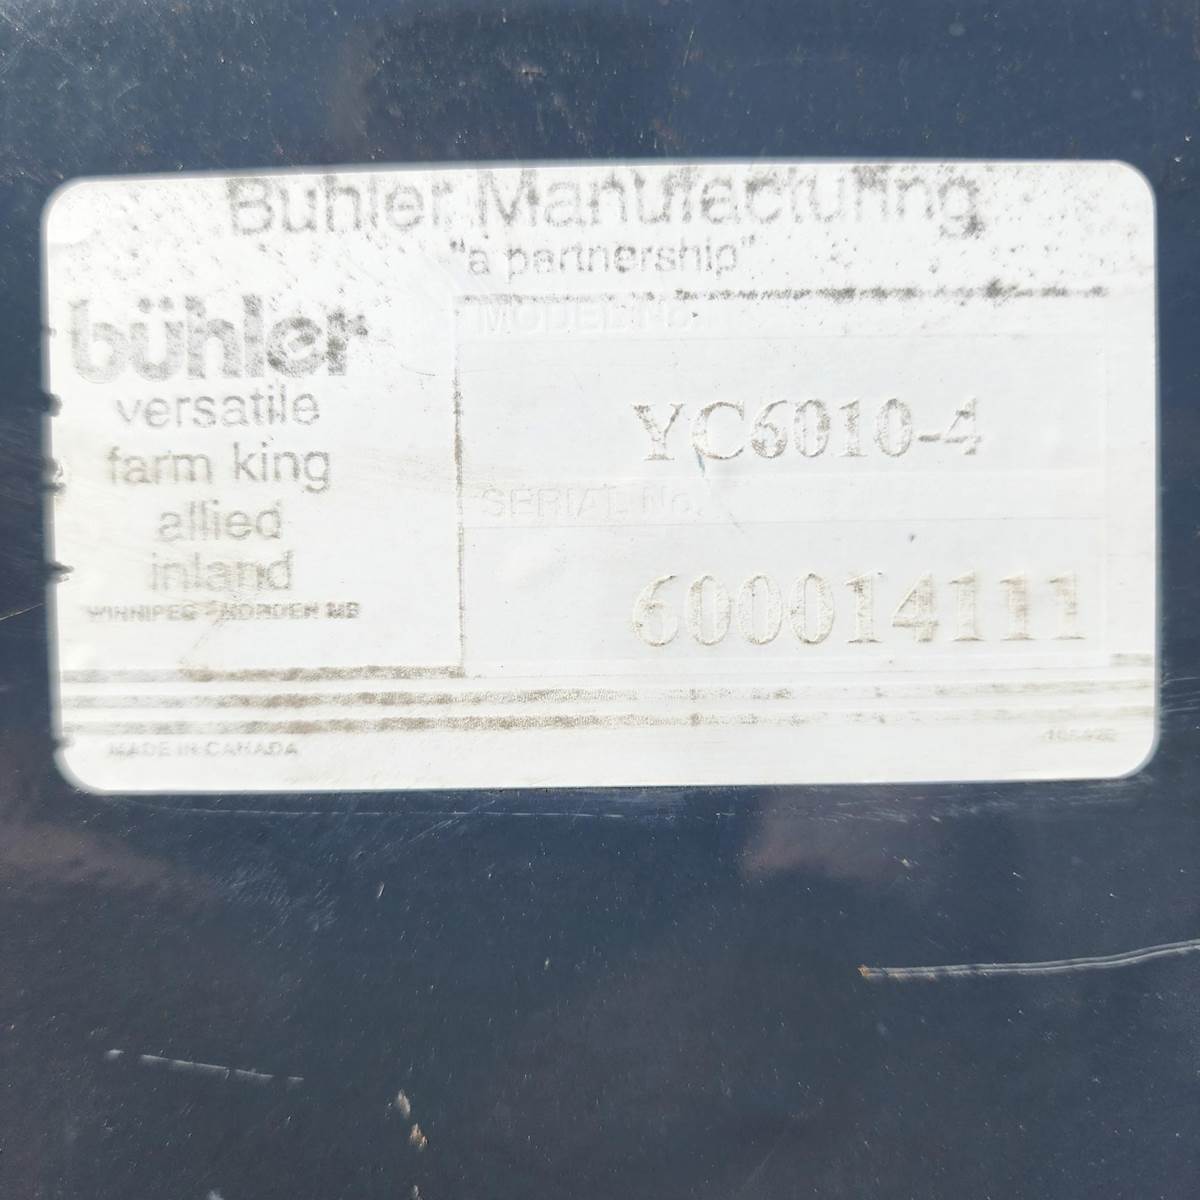 Buhler Manufacturing
"a partnership"
bühler
versatile
farm king
allied
inland
WINNIPEG MORDEN MB
MODEL No.
YC6010-4
SERIAL No.
600014111
MADE IN CANADA